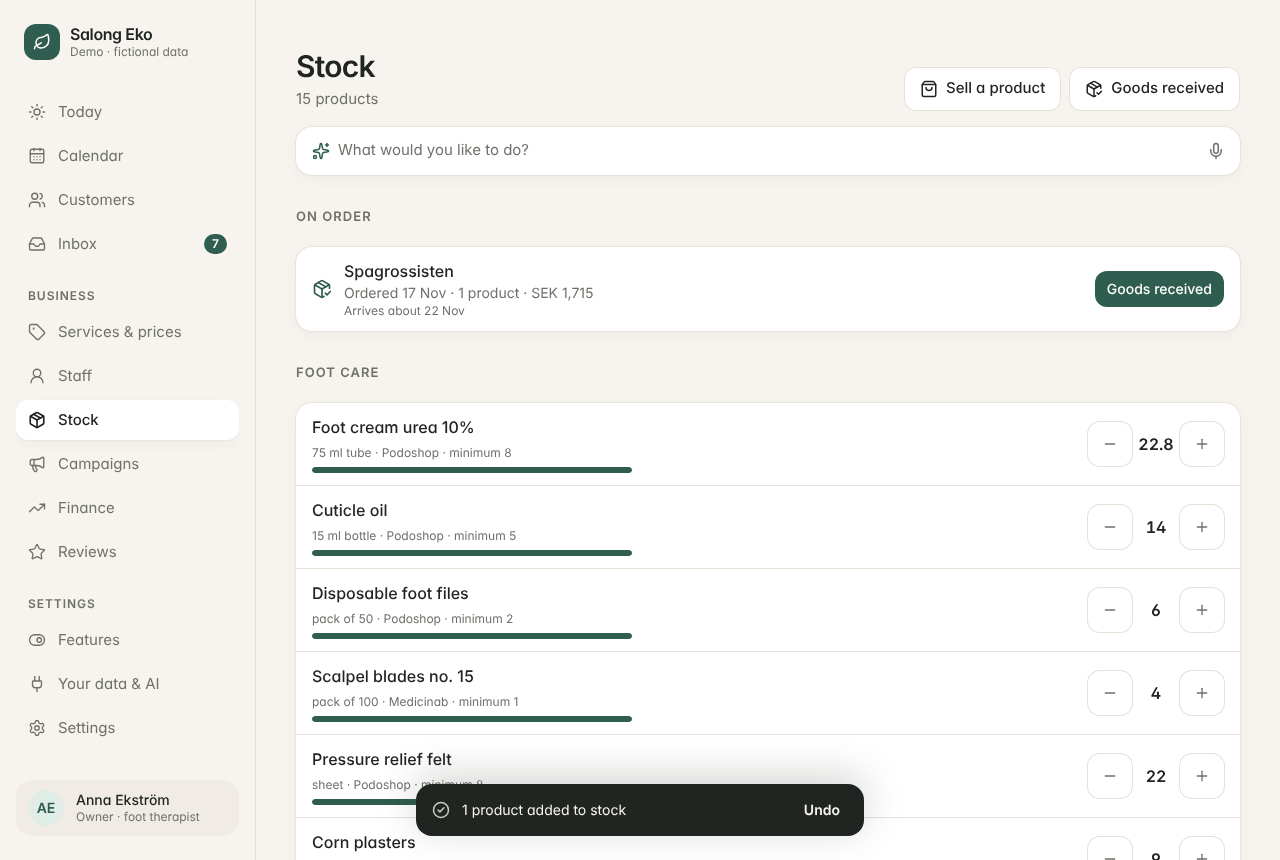 Salong Eko
Demo · fictional data
Today
Calendar
Customers
Inbox
7
BUSINESS
Services & prices
Staff
Stock
Campaigns
Finance
Reviews
SETTINGS
Features
Your data & AI
Settings
AE
Anna Ekström
Owner · foot therapist
Stock
15 products
Sell a product
Goods received
What would you like to do?
ON ORDER
Spagrossisten
Ordered 17 Nov · 1 product · SEK 1,715
Arrives about 22 Nov
Goods received
FOOT CARE
Foot cream urea 10%
75 ml tube · Podoshop · minimum 8
22.8
Cuticle oil
15 ml bottle · Podoshop · minimum 5
14
Disposable foot files
pack of 50 · Podoshop · minimum 2
6
Scalpel blades no. 15
pack of 100 · Medicinab · minimum 1
4
Pressure relief felt
sheet · Podoshop · minimum 8
22
1 product added to stock
Undo
Corn plasters